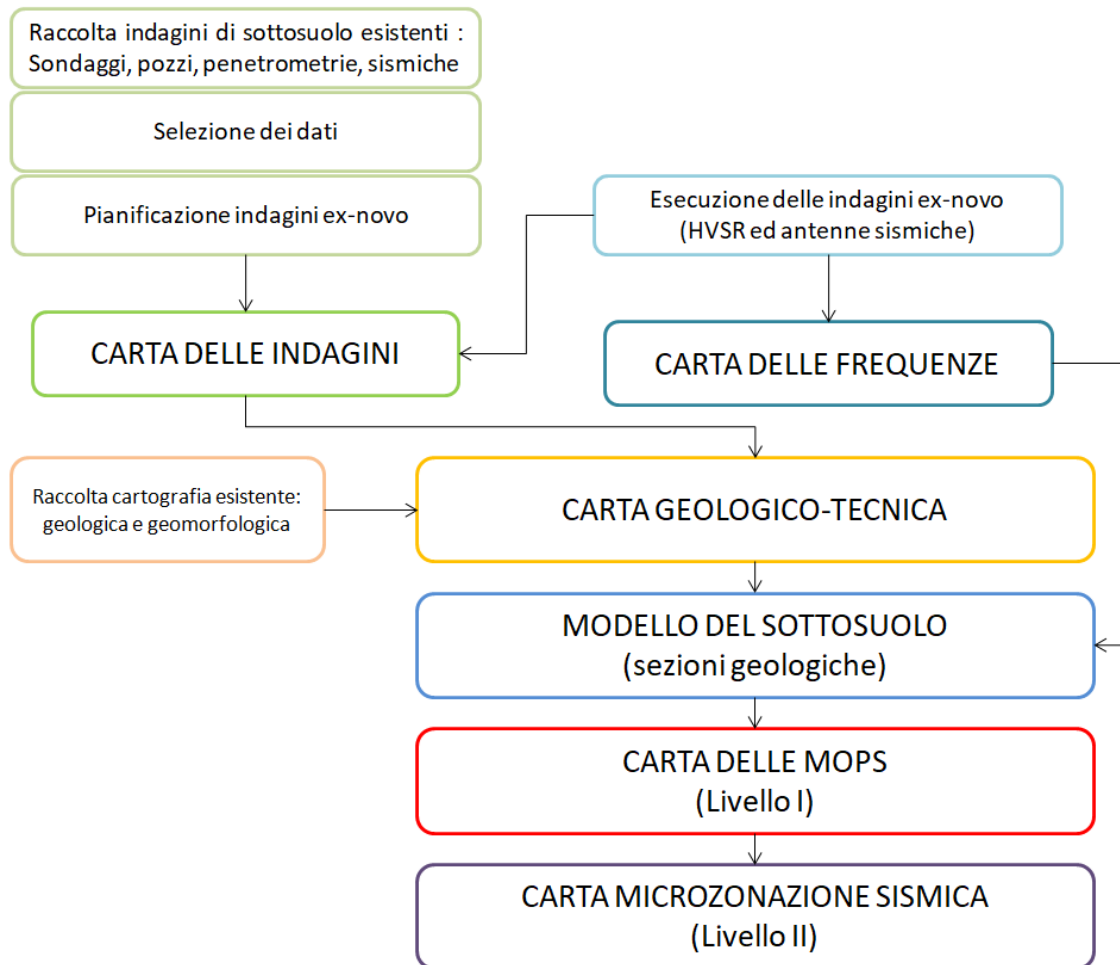 Raccolta indagini di sottosuolo esistenti :
Sondaggi, pozzi, penetrometrie, sismiche
Selezione dei dati
Pianificazione indagini ex-novo
Esecuzione delle indagini ex-novo
(HVSR ed antenne sismiche)
CARTA DELLE INDAGINI
CARTA DELLE FREQUENZE
Raccolta cartografia esistente:
geologica e geomorfologica
CARTA GEOLOGICO-TECNICA
MODELLO DEL SOTTOSUOLO
(sezioni geologiche)
CARTA DELLE MOPS
(Livello I)
CARTA MICROZONAZIONE SISMICA
(Livello II)